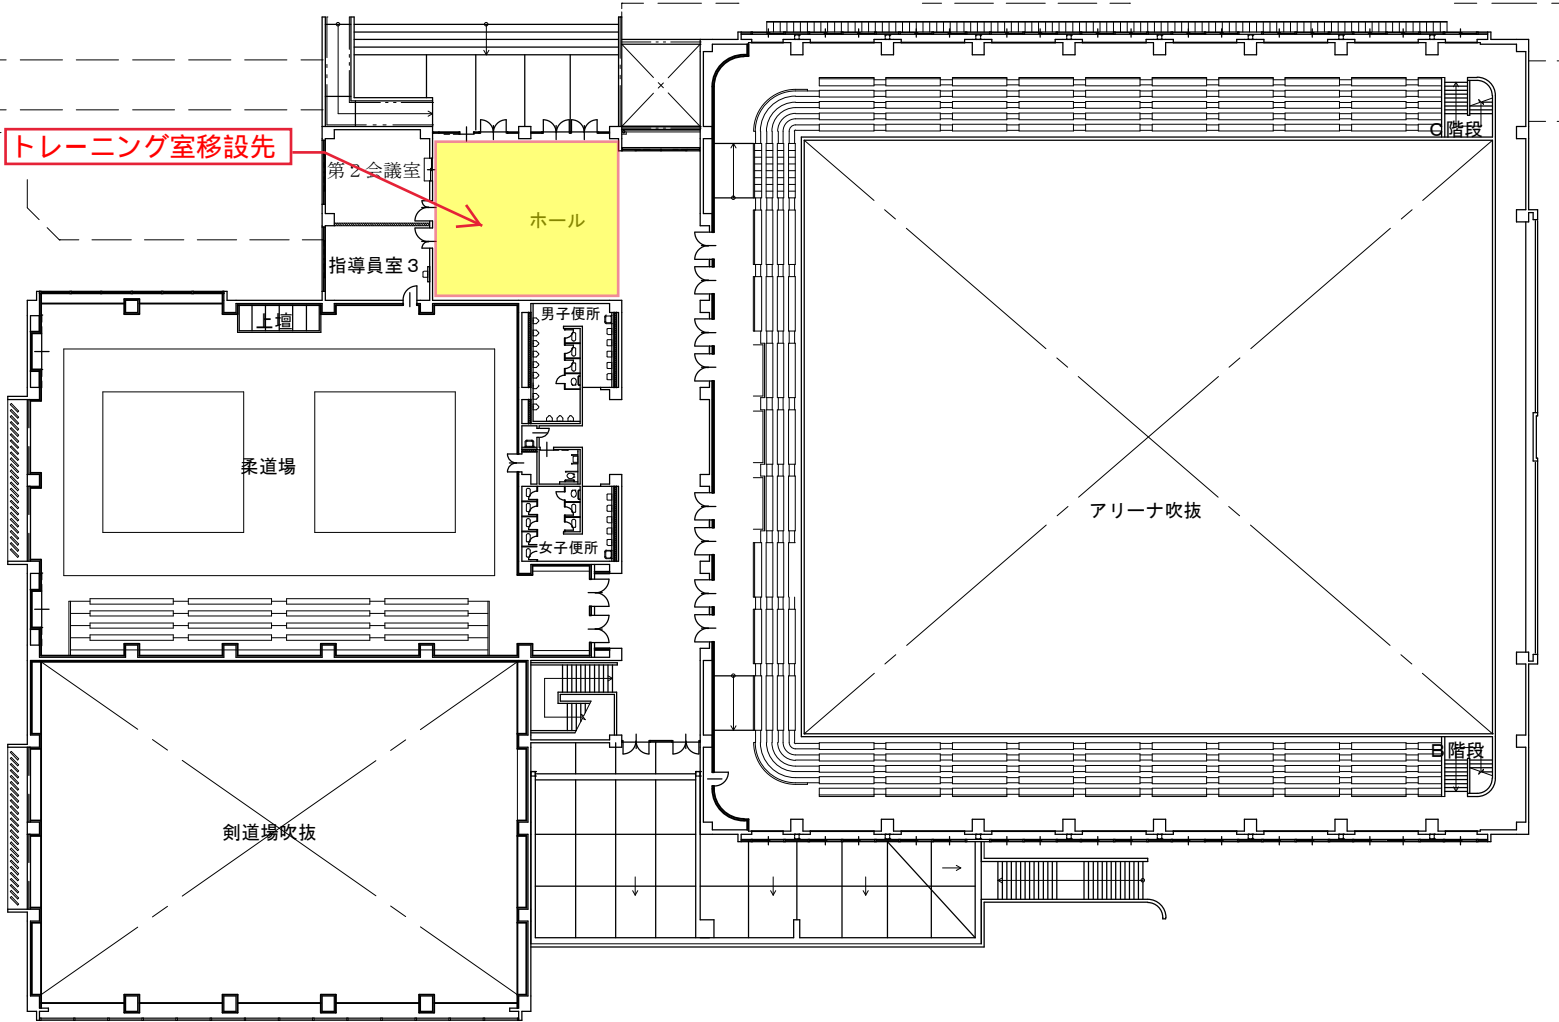 C階段
トレーニング室移設先
第2会議室
ホール
指導員室3
男子便所
上壇
柔道場
アリーナ吹抜
女子便所
B階段
剣道場吹抜